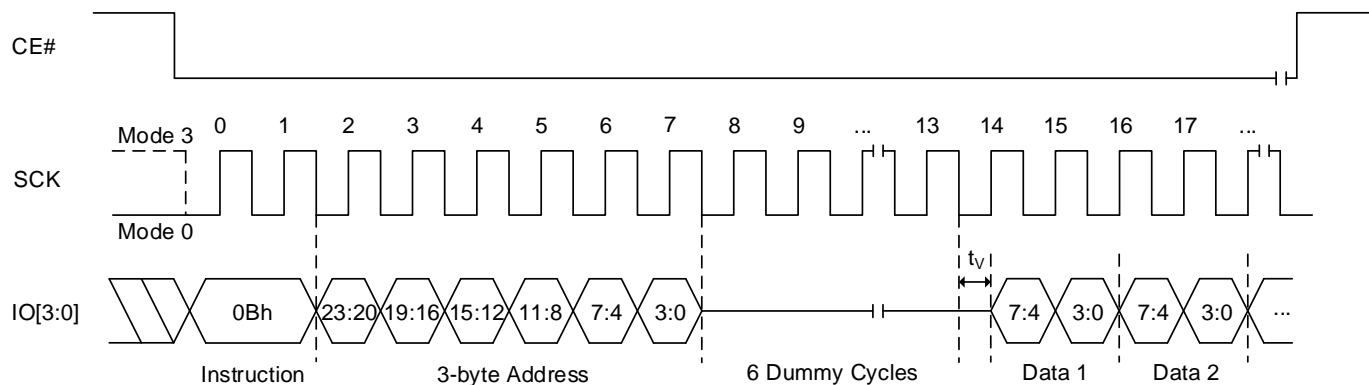 CE#
0 1 2 3 4 5 6 7 8 9 ... 13 14 15 16 17 ...
Mode 3
SCK
Mode 0
tV
IO[3:0] 0Bh 23:20 19:16 15:12 11:8 7:4 3:0 7:4 3:0 7:4 3:0 ...
Instruction 3-byte Address 6 Dummy Cycles Data 1 Data 2